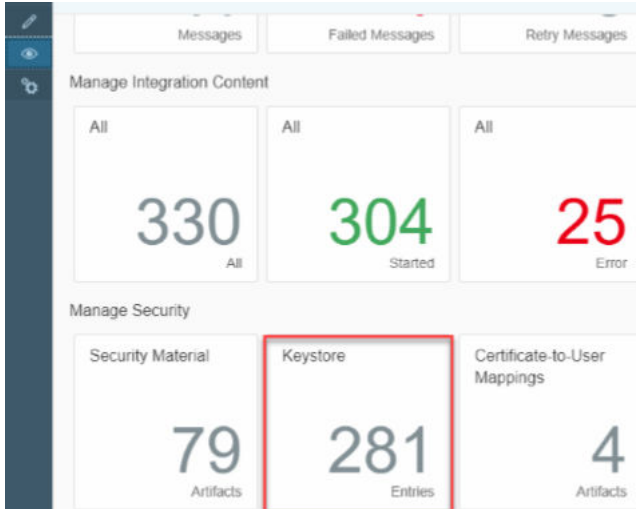 Messages
Failed Messages
Retry Messages
Manage Integration Content
All
All
All
330
304
25
All
Started
Error
Manage Security
Security Material
Keystore
Certificate-to-User
Mappings
79
281
4
Artifacts
Entries
Artifacts